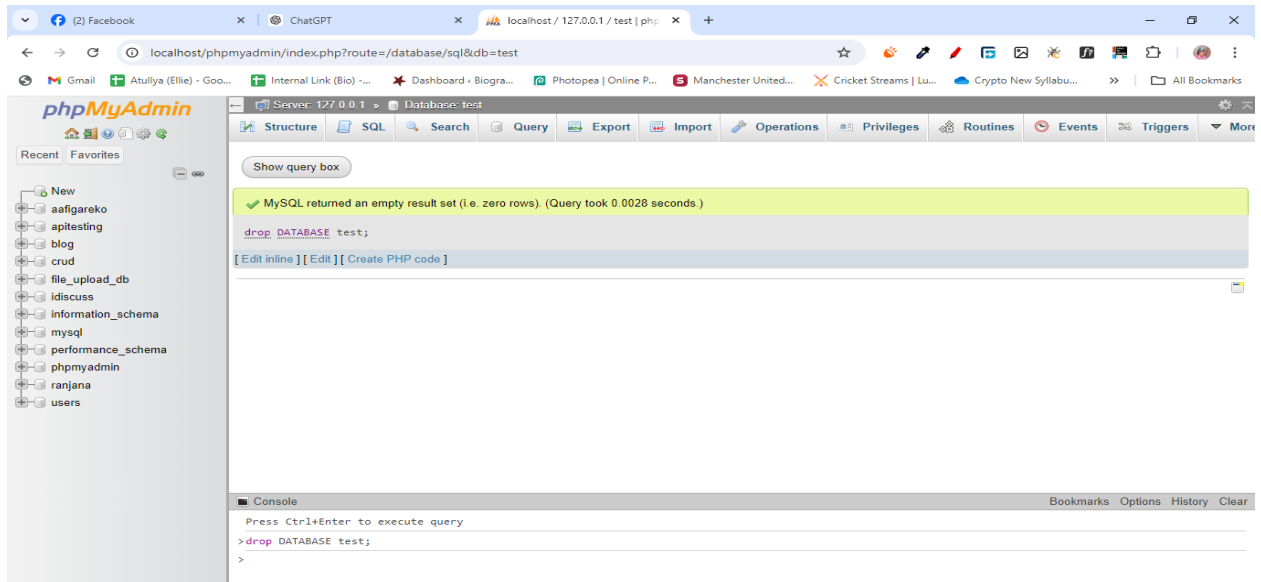 (2) Facebook
ChatGPT
localhost / 127.0.0.1 / test | php
localhost/phpmyadmin/index.php?route=/database/sql&db=test
Gmail
Atullya (Ellie) - Goo...
Internal Link (Bio) -...
Dashboard ‹ Biogra...
Photopea | Online P...
Manchester United...
Cricket Streams | Lu...
Crypto New Syllabu...
All Bookmarks
phpMyAdmin
Recent Favorites
New
aafigareko
apitesting
blog
crud
file_upload_db
idiscuss
information_schema
mysql
performance_schema
phpmyadmin
ranjana
users
Server: 127.0.0.1 » Database: test
Structure SQL Search Query Export Import Operations Privileges Routines Events Triggers More
Show query box
MySQL returned an empty result set (i.e. zero rows). (Query took 0.0028 seconds.)
drop DATABASE test;
[ Edit inline ] [ Edit ] [ Create PHP code ]
Console Bookmarks Options History Clear
Press Ctrl+Enter to execute query
>drop DATABASE test;
>